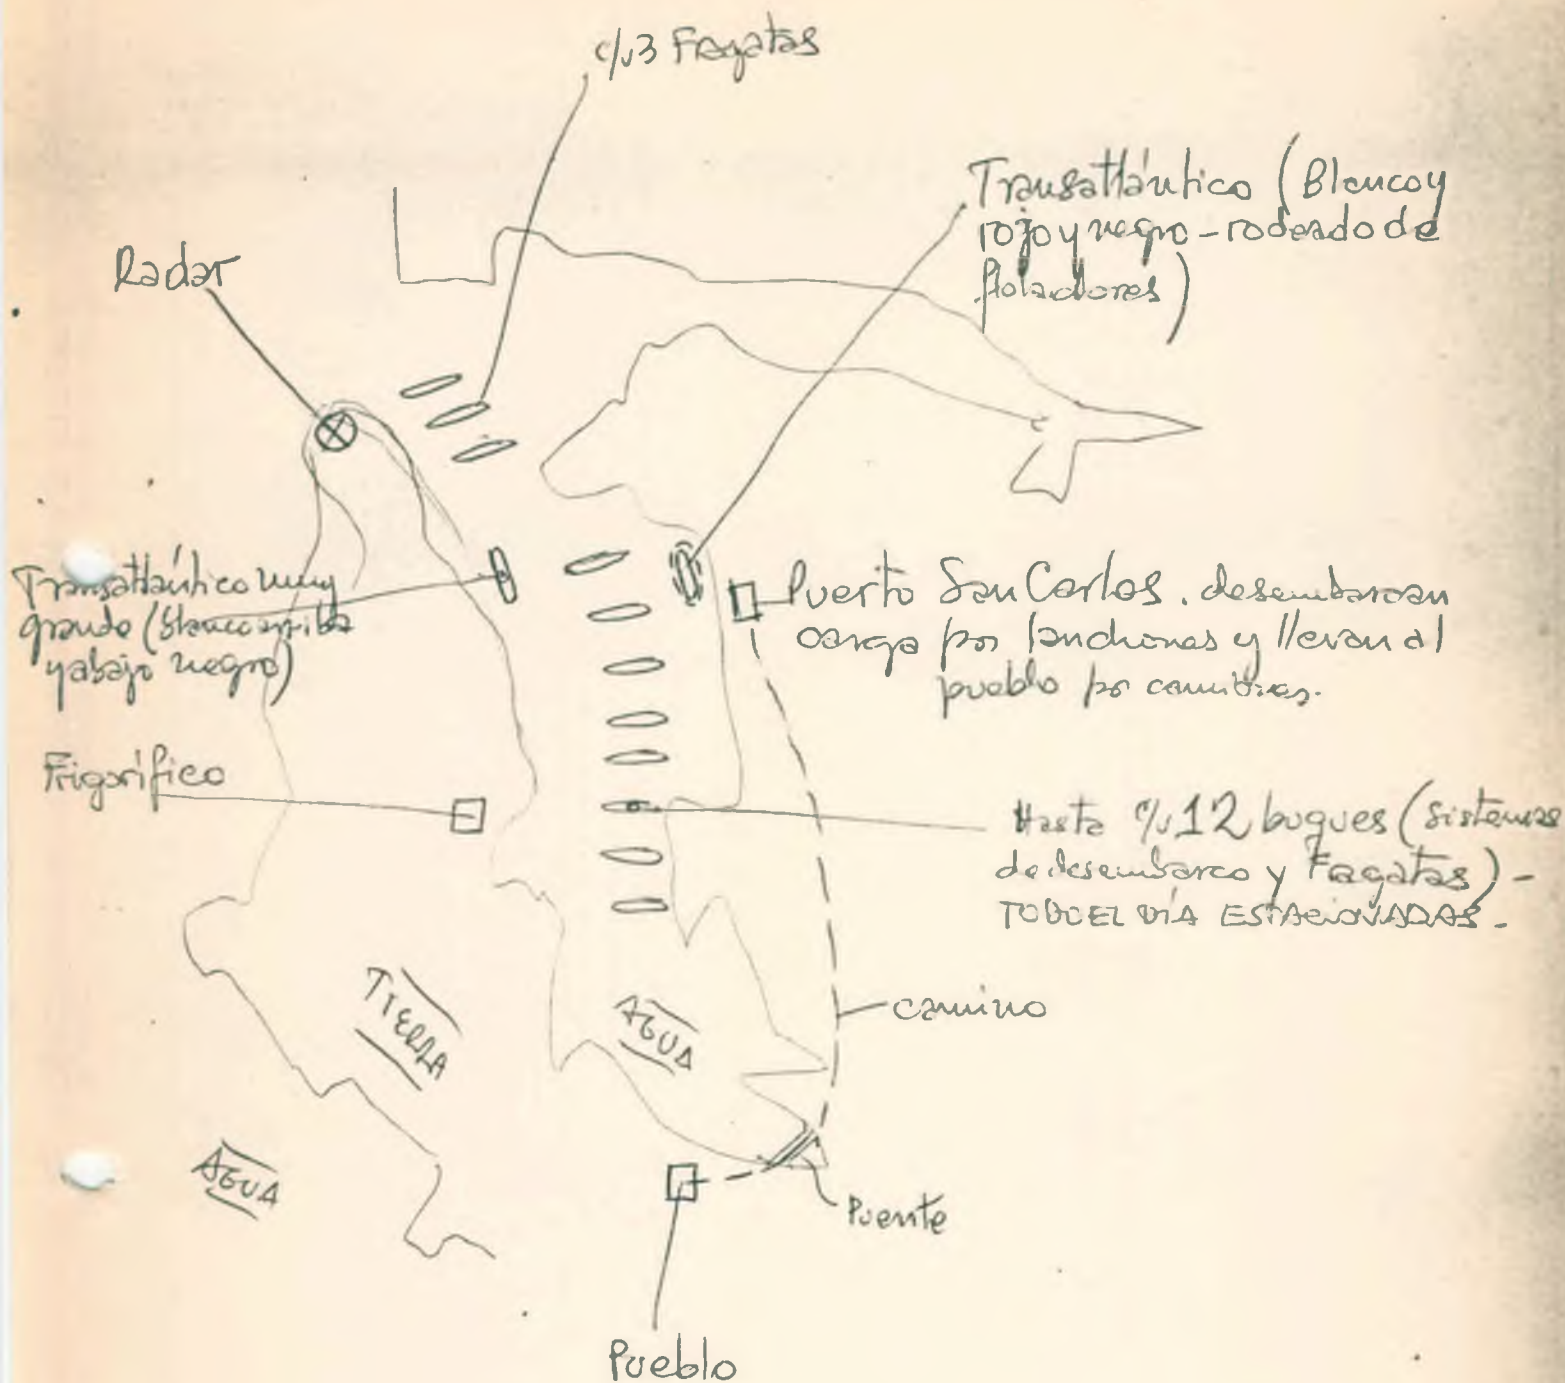 c/u 3 Fragatas
Transatlántico (Blanco y
rojo y negro - rodeado de
flotadores)
Radar
Transatlántico muy
grande (blanco arriba
y abajo negro)
Puerto San Carlos. desembarcan
carga por lanchones y llevan al
pueblo por camiones.
Frigorífico
Hasta c/u 12 buques (sistemas
de desembarco y Fragatas) -
TODO EL DÍA ESTACIONADAS -
camino
TIERRA
AGUA
AGUA
Puente
Pueblo